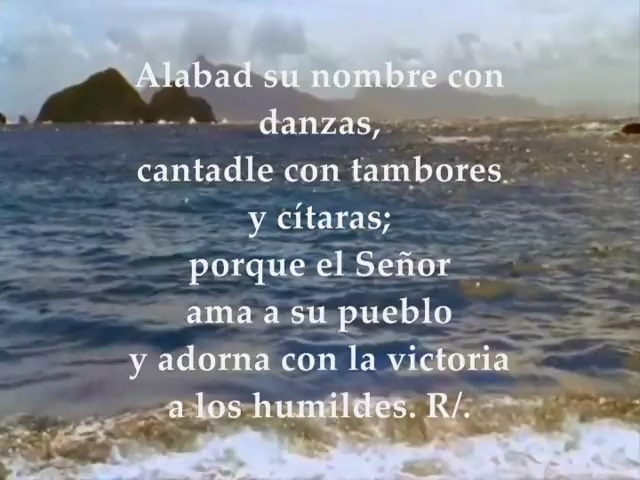 Alabad su nombre con
danzas,
cantadle con tambores
y cítaras;
porque el Señor
ama a su pueblo
y adorna con la victoria
a los humildes. R/.